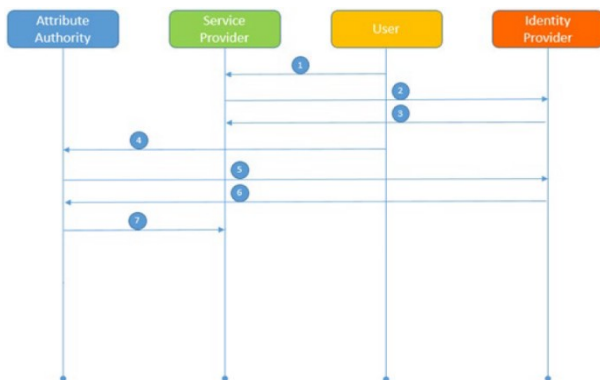 Attribute
Authority
Service
Provider
User
Identity
Provider
1
2
3
4
5
6
7